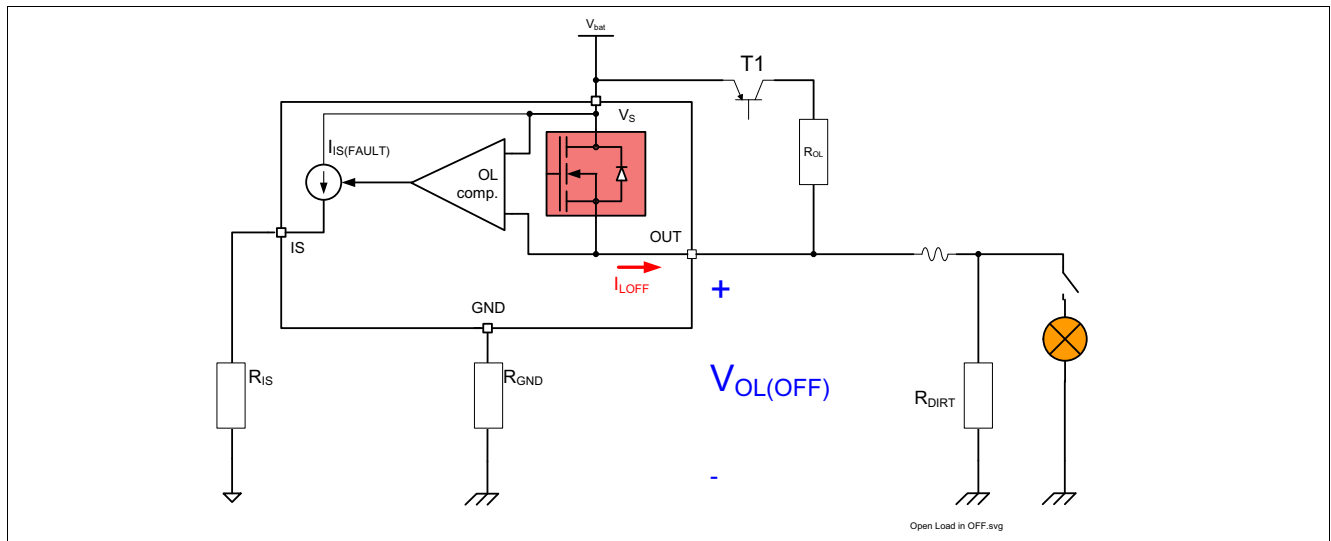 Vbat
T1
VS
IIS(FAULT)
ROL
OL
comp.
OUT
IS
ILOFF
+
GND
RIS
RGND
VOL(OFF)
RDIRT
-
Open Load in OFF.svg